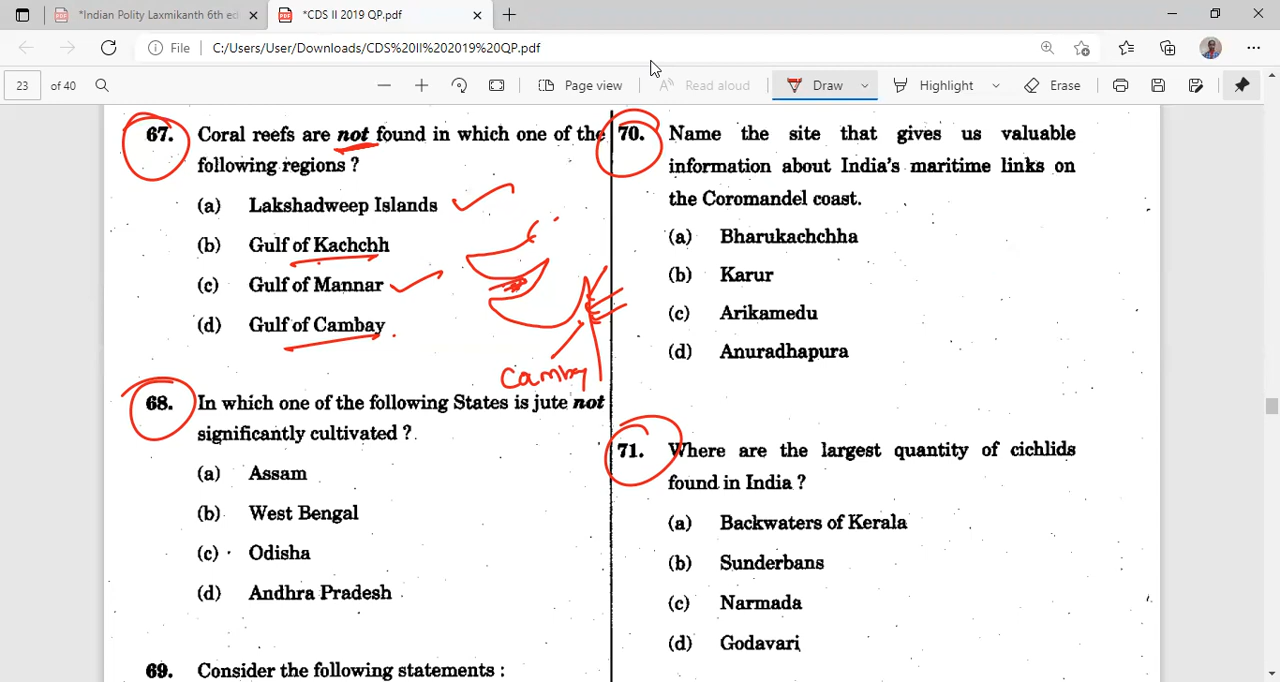 *Indian Polity Laxmikanth 6th ed
*CDS II 2019 QP.pdf
File
C:/Users/User/Downloads/CDS%20II%202019%20QP.pdf
23 of 40
Page view
Read aloud
Draw
Highlight
Erase
67. Coral reefs are not found in which one of the
following regions ?
(a) Lakshadweep Islands
(b) Gulf of Kachchh
(c) Gulf of Mannar
(d) Gulf of Cambay
Camby
68. In which one of the following States is jute not
significantly cultivated ?
(a) Assam
(b) West Bengal
(c) Odisha
(d) Andhra Pradesh
69. Consider the following statements :
70. Name the site that gives us valuable
information about India's maritime links on
the Coromandel coast.
(a) Bharukachchha
(b) Karur
(c) Arikamedu
(d) Anuradhapura
71. Where are the largest quantity of cichlids
found in India ?
(a) Backwaters of Kerala
(b) Sunderbans
(c) Narmada
(d) Godavari